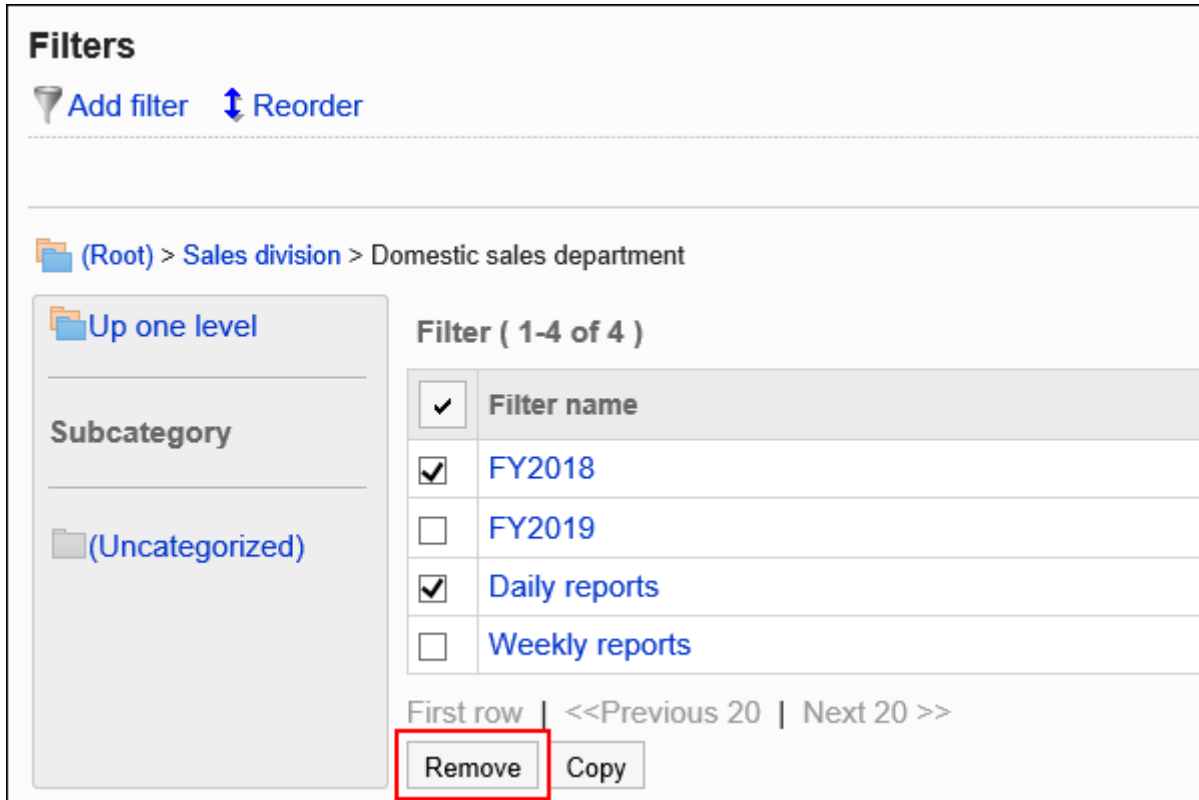 Filters
Add filter Reorder
(Root) > Sales division > Domestic sales department
Up one level
Subcategory
(Uncategorized)
Filter ( 1-4 of 4 )
Filter name
FY2018
FY2019
Daily reports
Weekly reports
First row | <<Previous 20 | Next 20 >>
Remove Copy